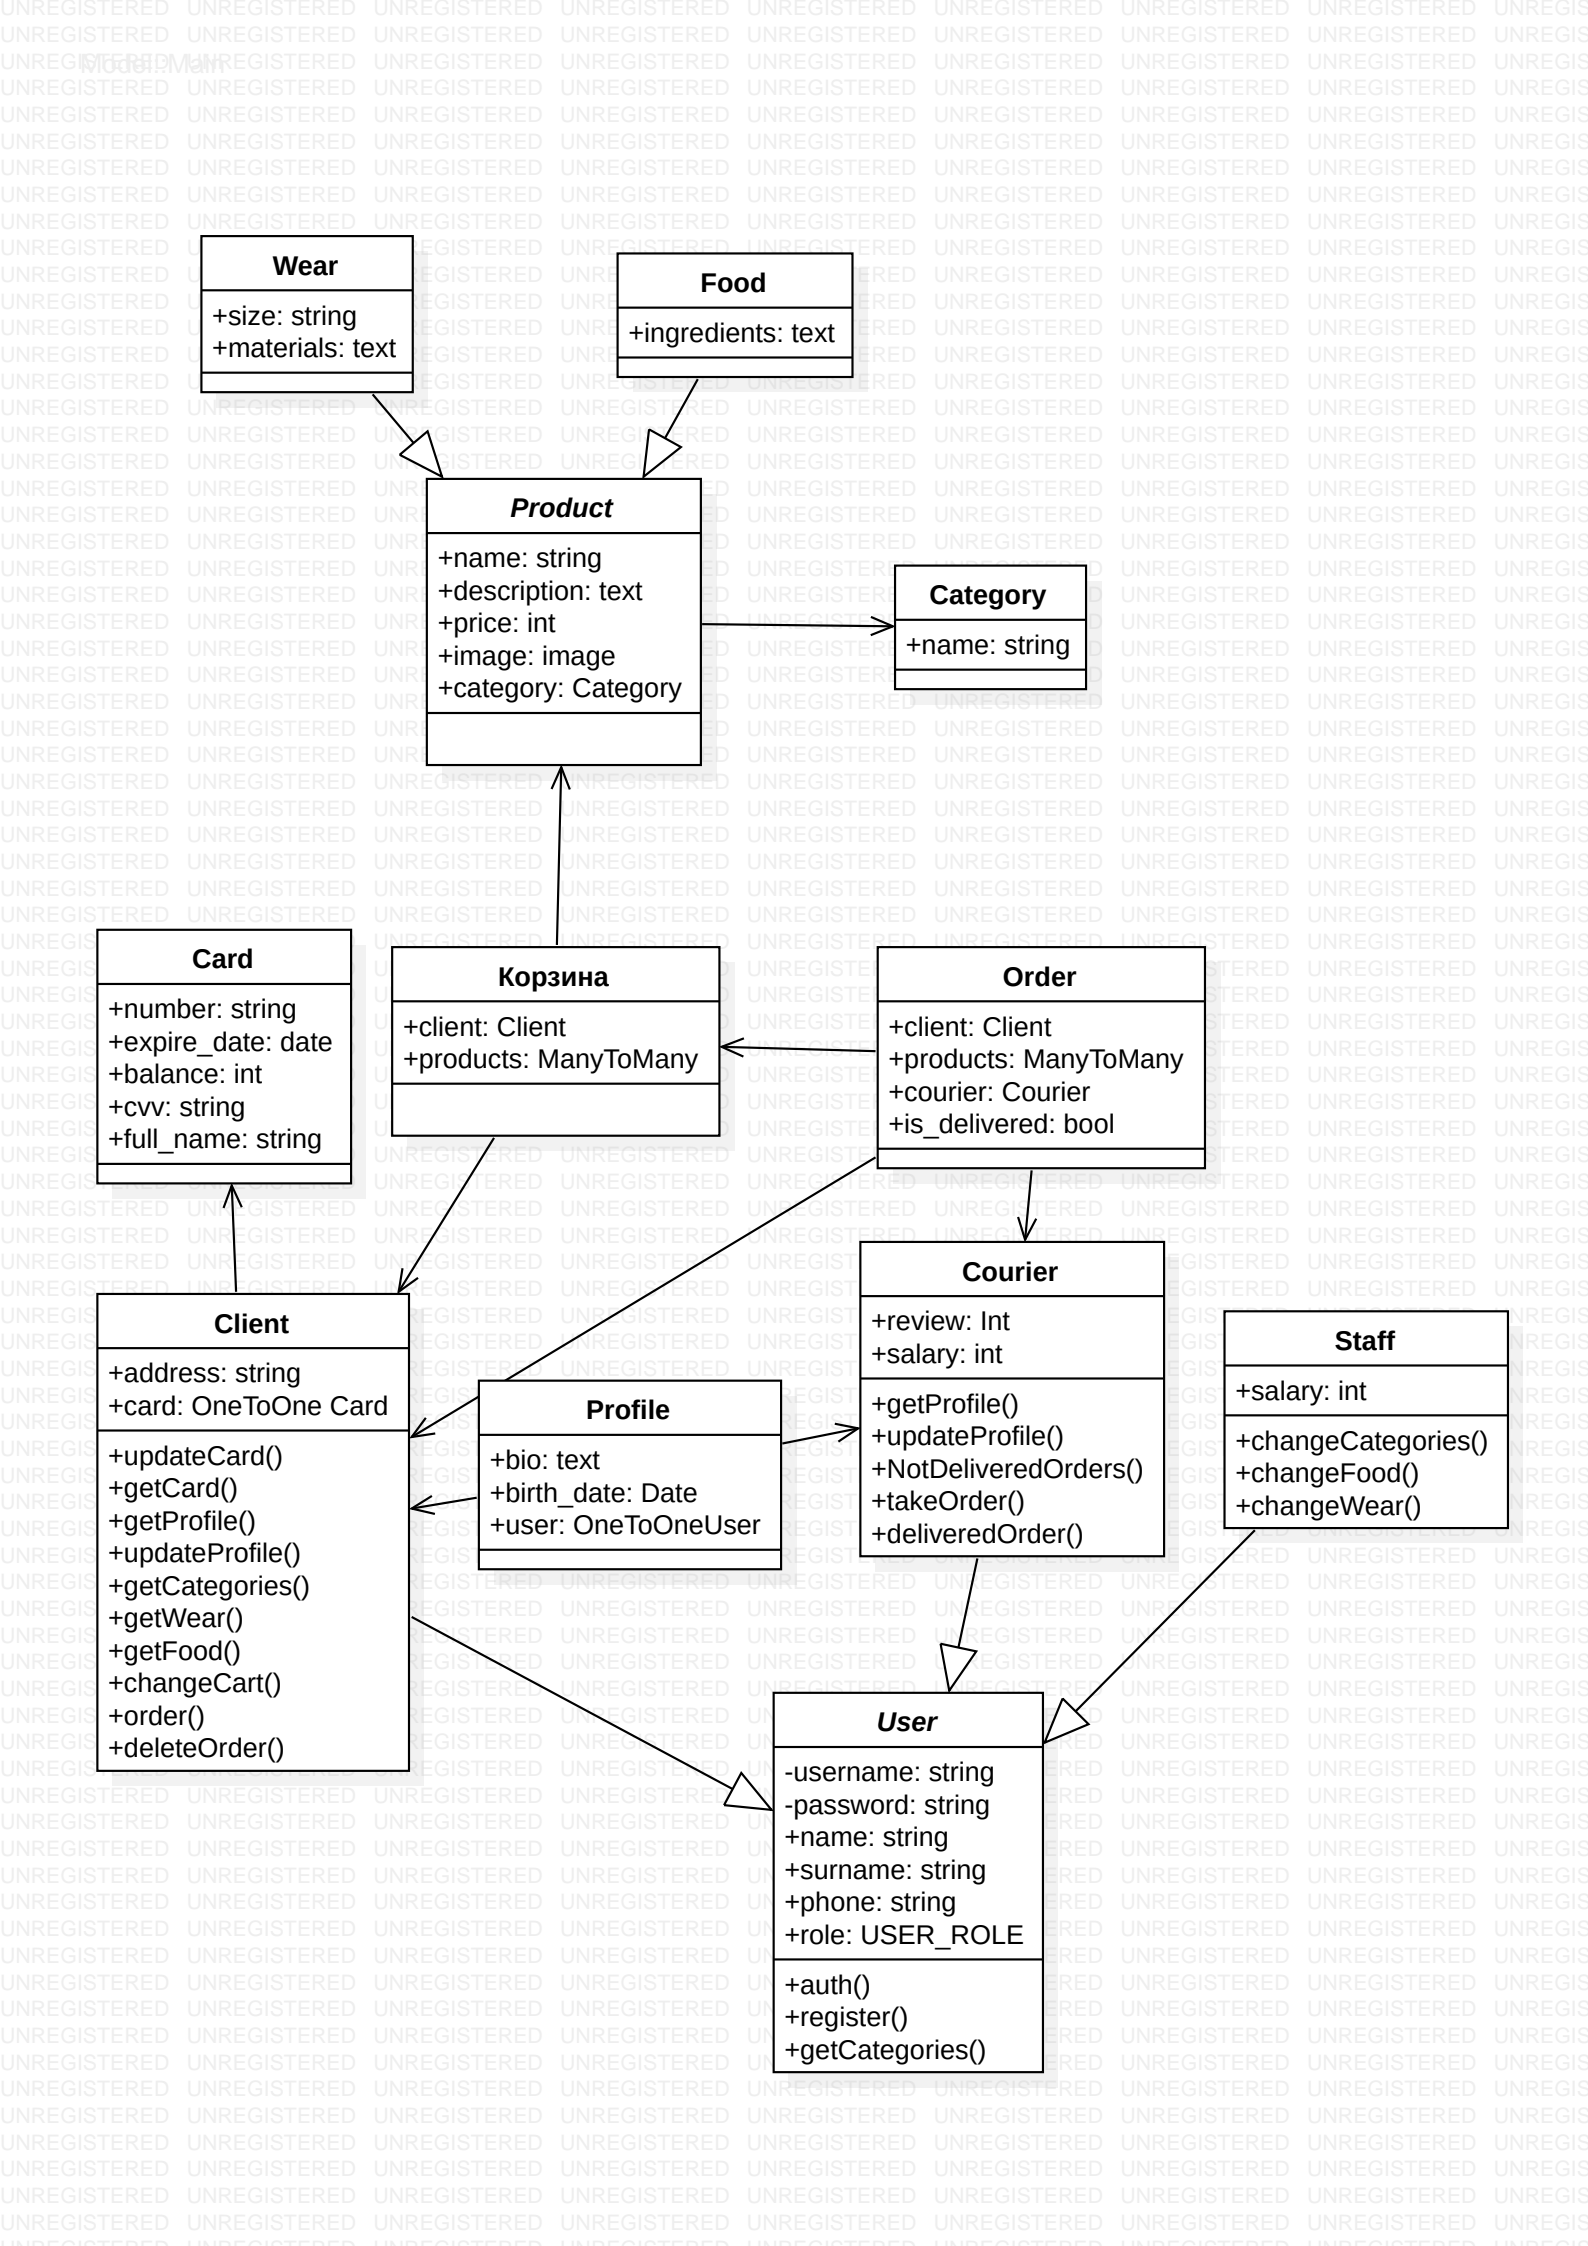 Model::Main
Wear
+size: string
+materials: text
Food
+ingredients: text
Product
+name: string
+description: text
+price: int
+image: image
+category: Category
Category
+name: string
Card
+number: string
+expire_date: date
+balance: int
+cvv: string
+full_name: string
Корзина
+client: Client
+products: ManyToMany
Order
+client: Client
+products: ManyToMany
+courier: Courier
+is_delivered: bool
Client
+address: string
+card: OneToOne Card
+updateCard()
+getCard()
+getProfile()
+updateProfile()
+getCategories()
+getWear()
+getFood()
+changeCart()
+order()
+deleteOrder()
Profile
+bio: text
+birth_date: Date
+user: OneToOneUser
Courier
+review: Int
+salary: int
+getProfile()
+updateProfile()
+NotDeliveredOrders()
+takeOrder()
+deliveredOrder()
Staff
+salary: int
+changeCategories()
+changeFood()
+changeWear()
User
-username: string
-password: string
+name: string
+surname: string
+phone: string
+role: USER_ROLE
+auth()
+register()
+getCategories()
UNREGISTERED